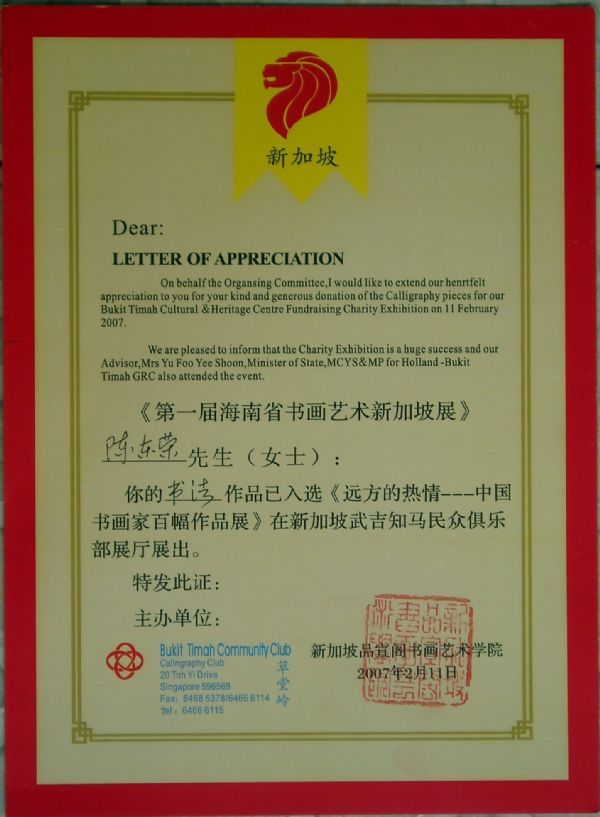 新加坡
Dear:
LETTER OF APPRECIATION
On behalf the Organsing Committee,I would like to extend our henrtfelt
appreciation to you for your kind and generous donation of the Calligraphy pieces for our
Bukit Timah Cultural &Heritage Centre Fundraising Charity Exhibition on 11 February
2007.
We are pleased to inform that the Charity Exhibition is a huge success and our
Advisor,Mrs Yu Foo Yee Shoon,Minister of State,MCYS&MP for Holland-Bukit
Timah GRC also attended the event.
《第一届海南省书画艺术新加坡展》
陈东荣先生（女士）：
你的书法作品已入选《远方的热情---中国
书画家百幅作品展》在新加坡武吉知马民众俱乐
部展厅展出。
特发此证：
主办单位：
Bukit Timah Community Club
Calingraphy Club
20 Toh Yi Drive
Singapore 596569
Fax: 6468 5378/6466 6114
Tel: 6466 6115
草堂岭
新加坡品宣阁书画艺术学院
2007年2月11日